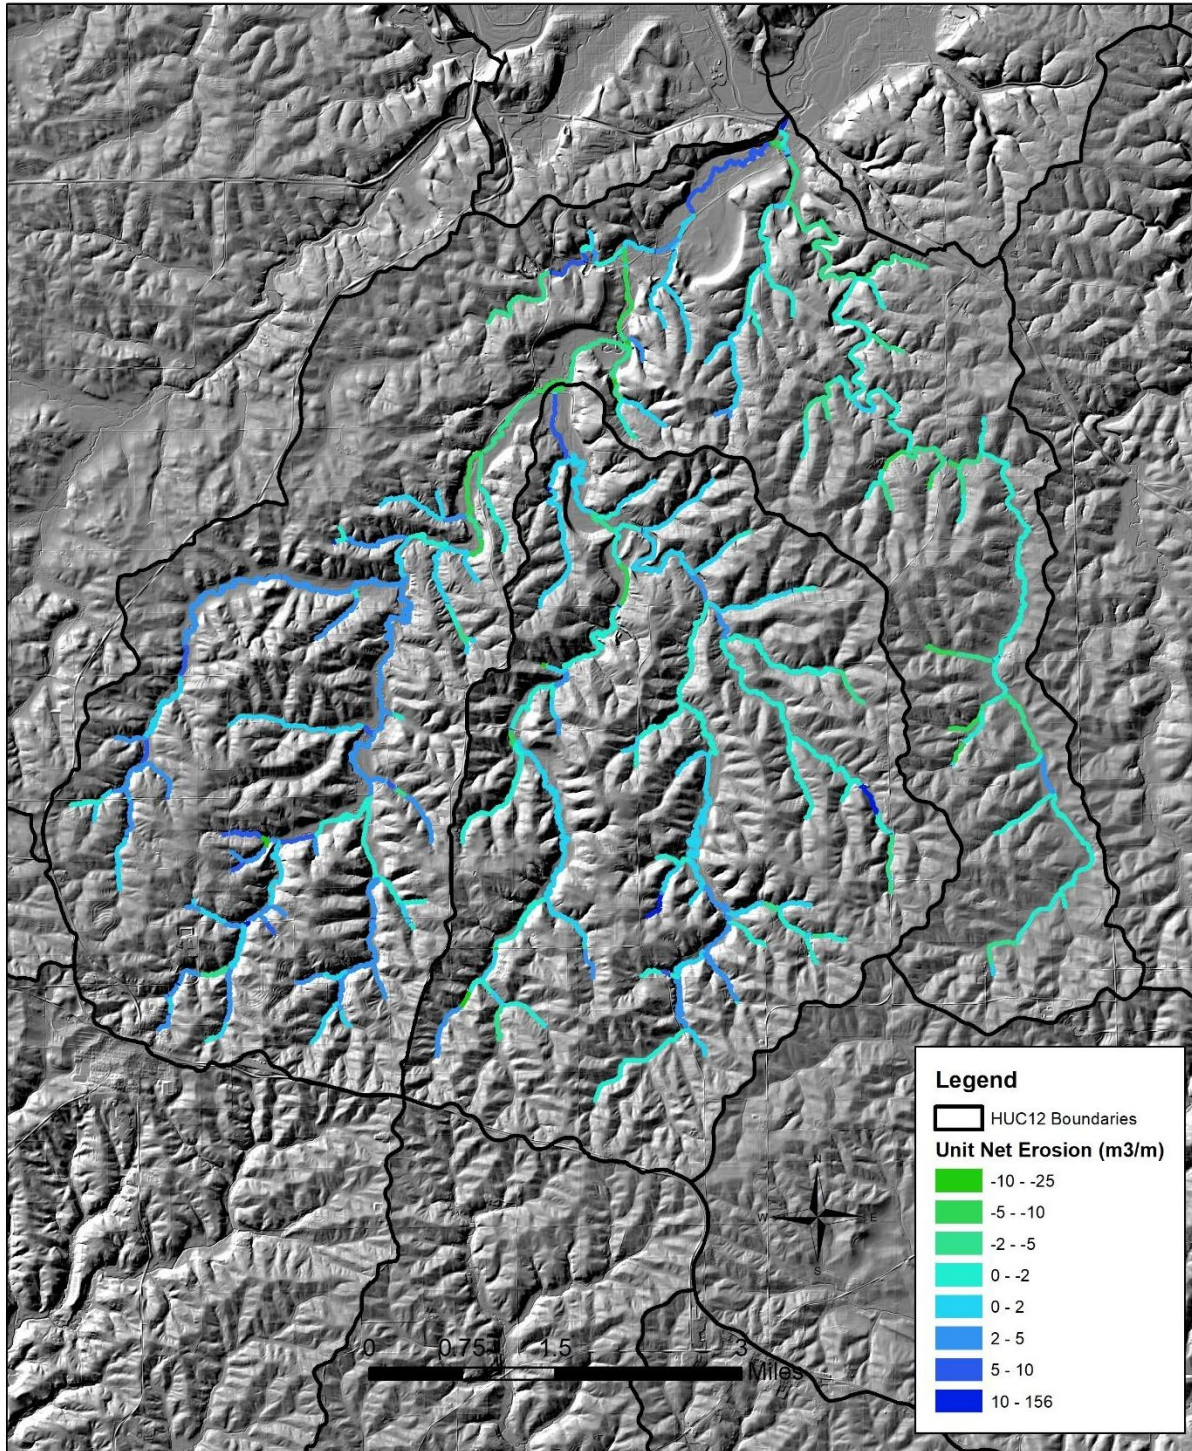 Legend
HUC12 Boundaries
Unit Net Erosion (m3/m)
-10 - -25
-5 - -10
-2 - -5
0 - -2
0 - 2
2 - 5
5 - 10
10 - 156
N
W E
S
0 0.75 1.5 3
Miles